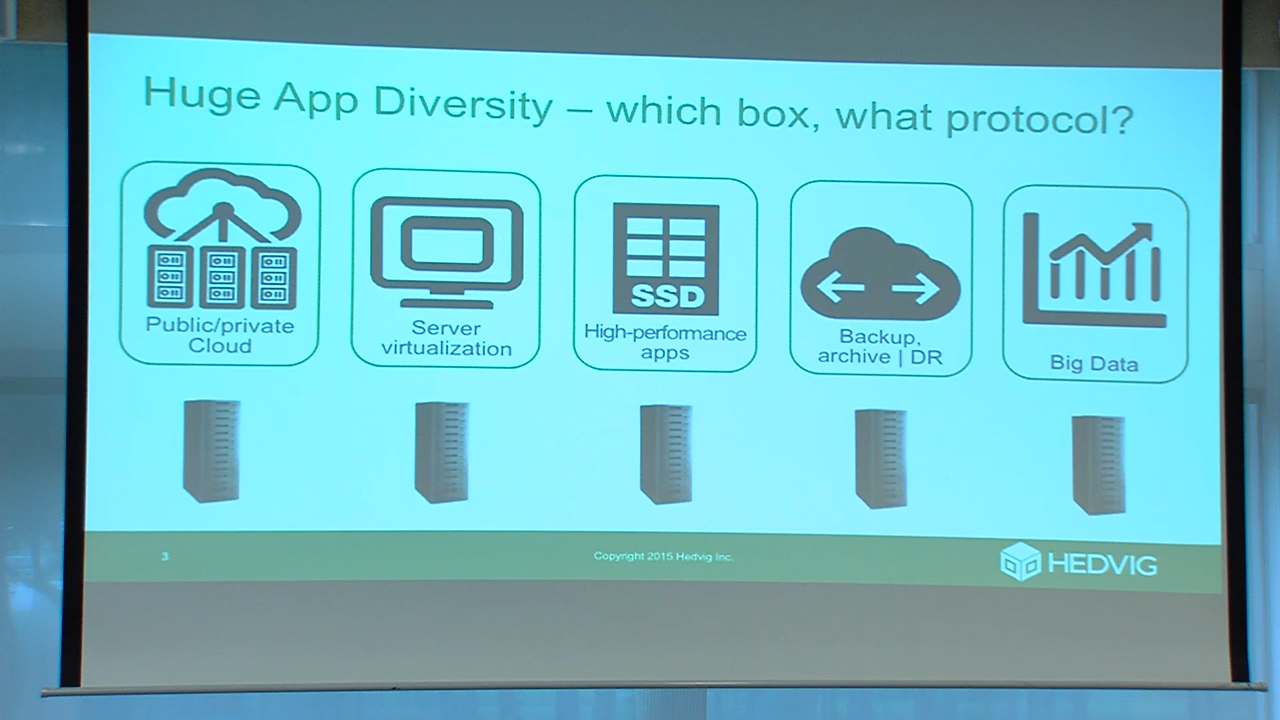 Huge App Diversity – which box, what protocol?
Public/private
Cloud
Server
virtualization
SSD
High-performance
apps
Backup,
archive | DR
Big Data
3
Copyright 2015 Hedvig Inc.
HEDVIG